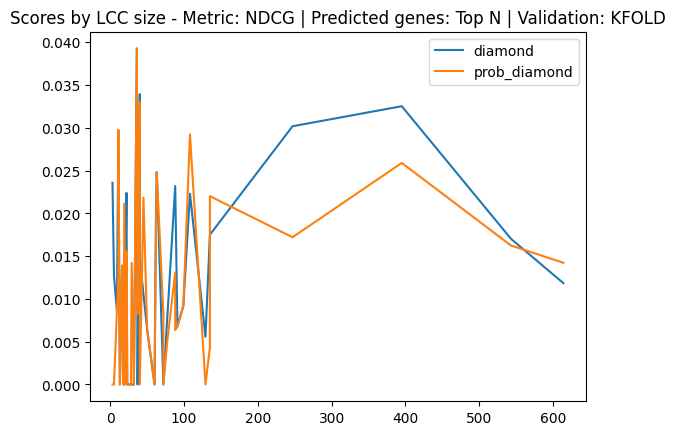 Scores by LCC size - Metric: NDCG | Predicted genes: Top N | Validation: KFOLD
diamond
prob_diamond
0.040
0.035
0.030
0.025
0.020
0.015
0.010
0.005
0.000
0 100 200 300 400 500 600